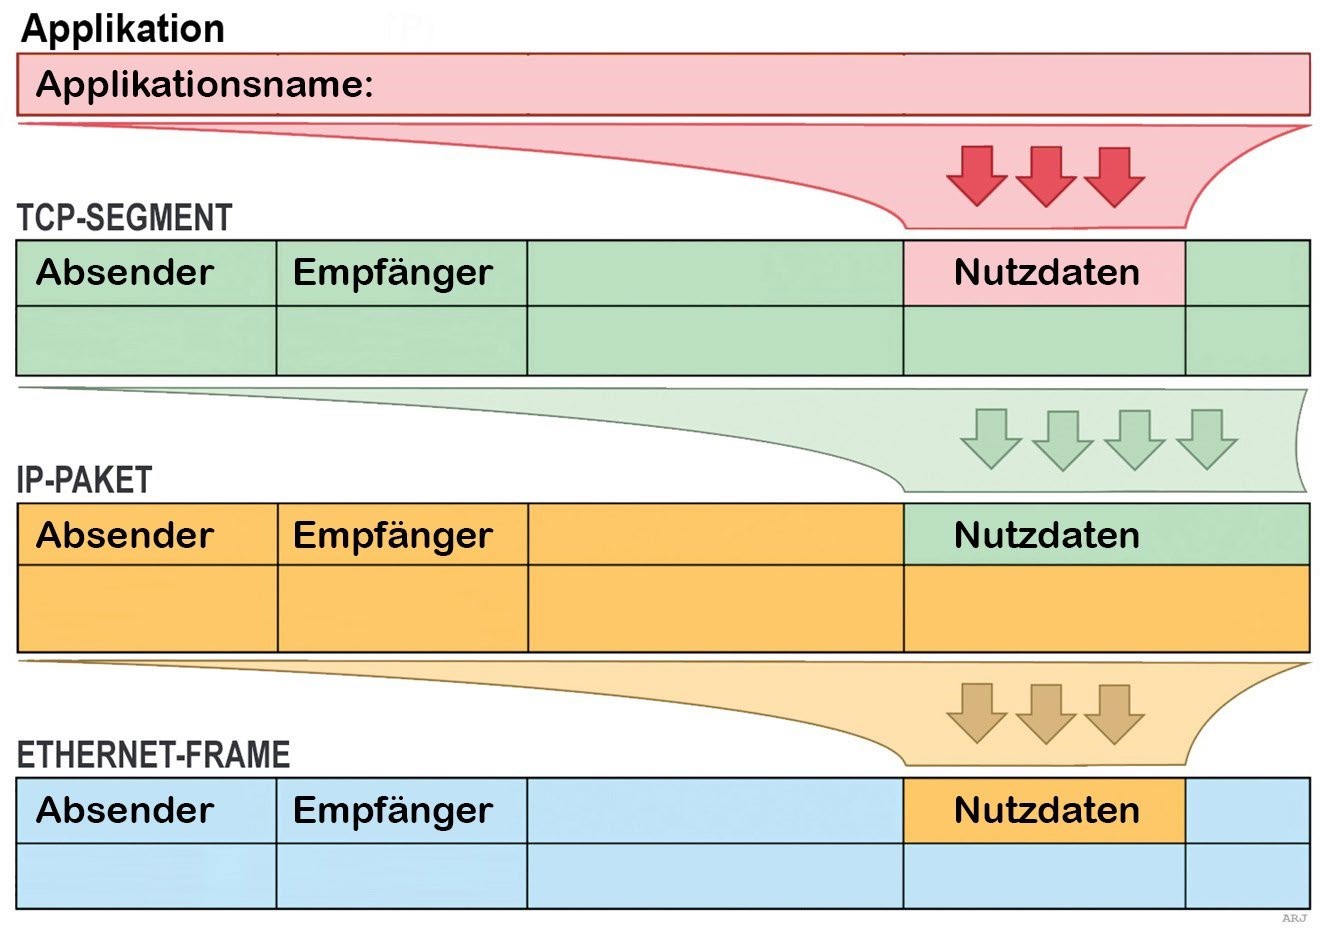 Applikation
Applikationsname:
TCP-SEGMENT
Absender Empfänger Nutzdaten
IP-PAKET
Absender Empfänger Nutzdaten
ETHERNET-FRAME
Absender Empfänger Nutzdaten
ARJ